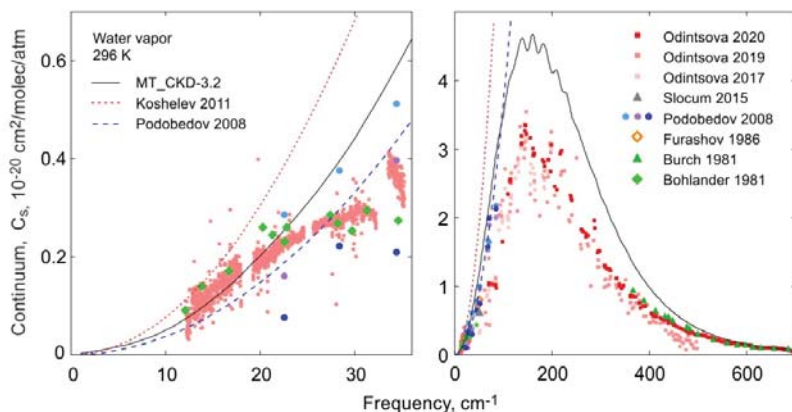 Water vapor
296 K
MT_CKD-3.2
Koshelev 2011
Podobedov 2008
0.6
0.4
0.2
0
0
10
20
30
Continuum, Cs, 10-20 cm2/molec/atm
Odintsova 2020
Odintsova 2019
Odintsova 2017
Slocum 2015
Podobedov 2008
Furashov 1986
Burch 1981
Bohlander 1981
4
3
2
1
0
0
200
400
600
Frequency, cm-1